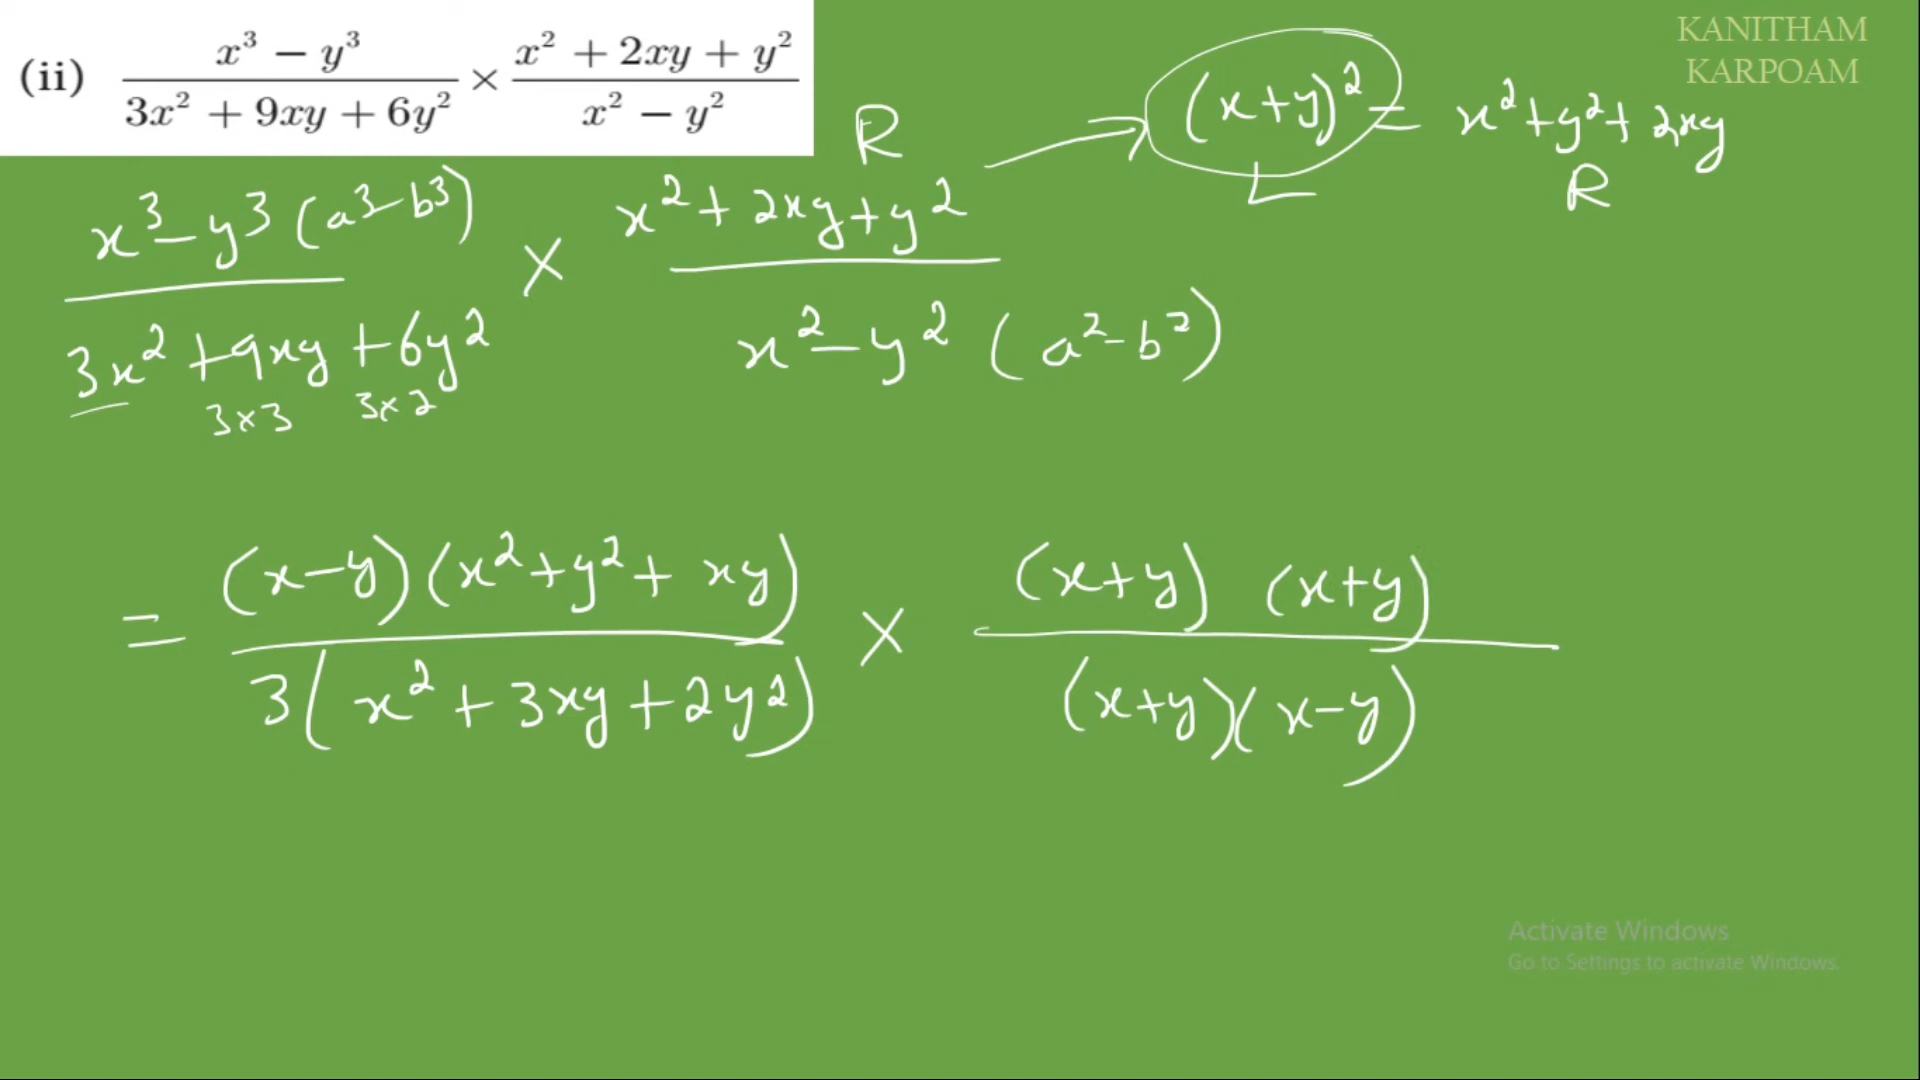 KANITHAM
KARPOAM
(ii) x³ − y³ / 3x² + 9xy + 6y² × x² + 2xy + y² / x² − y²
(x+y)² = x²+y²+2xy
R
L
R
x³−y³ (a³−b³) × x²+2xy+y²
3x²+9xy+6y² x²−y² (a²−b²)
3×3 3×2
= (x−y)(x²+y²+xy) × (x+y) (x+y)
3(x²+3xy+2y²) (x+y)(x−y)
Activate Windows
Go to Settings to activate Windows.